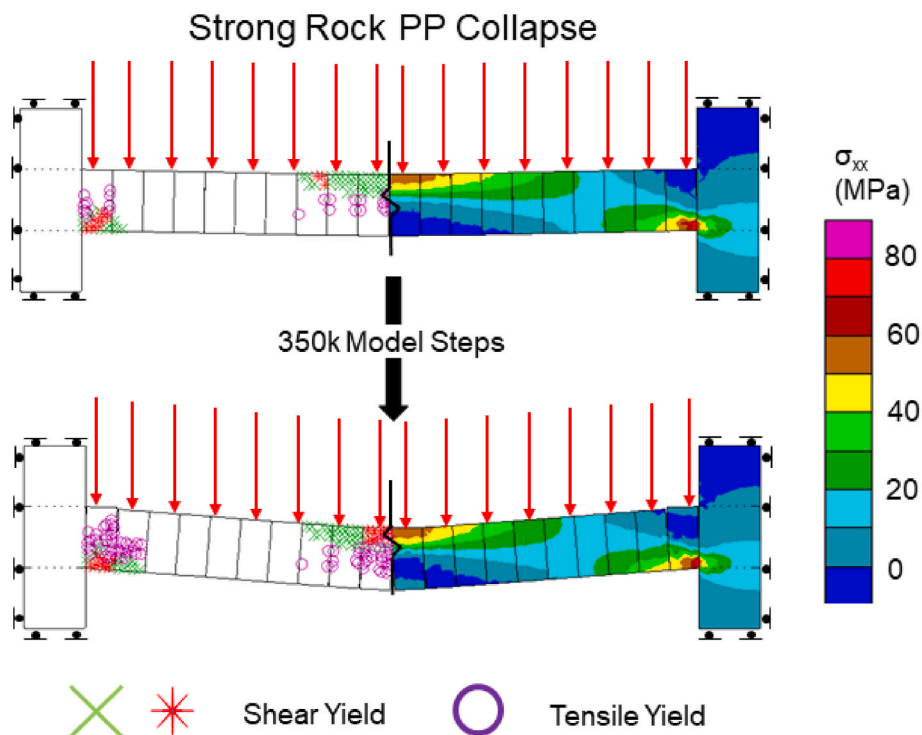 Strong Rock PP Collapse
σxx
(MPa)
80
60
40
20
0
350k Model Steps
Shear Yield
Tensile Yield